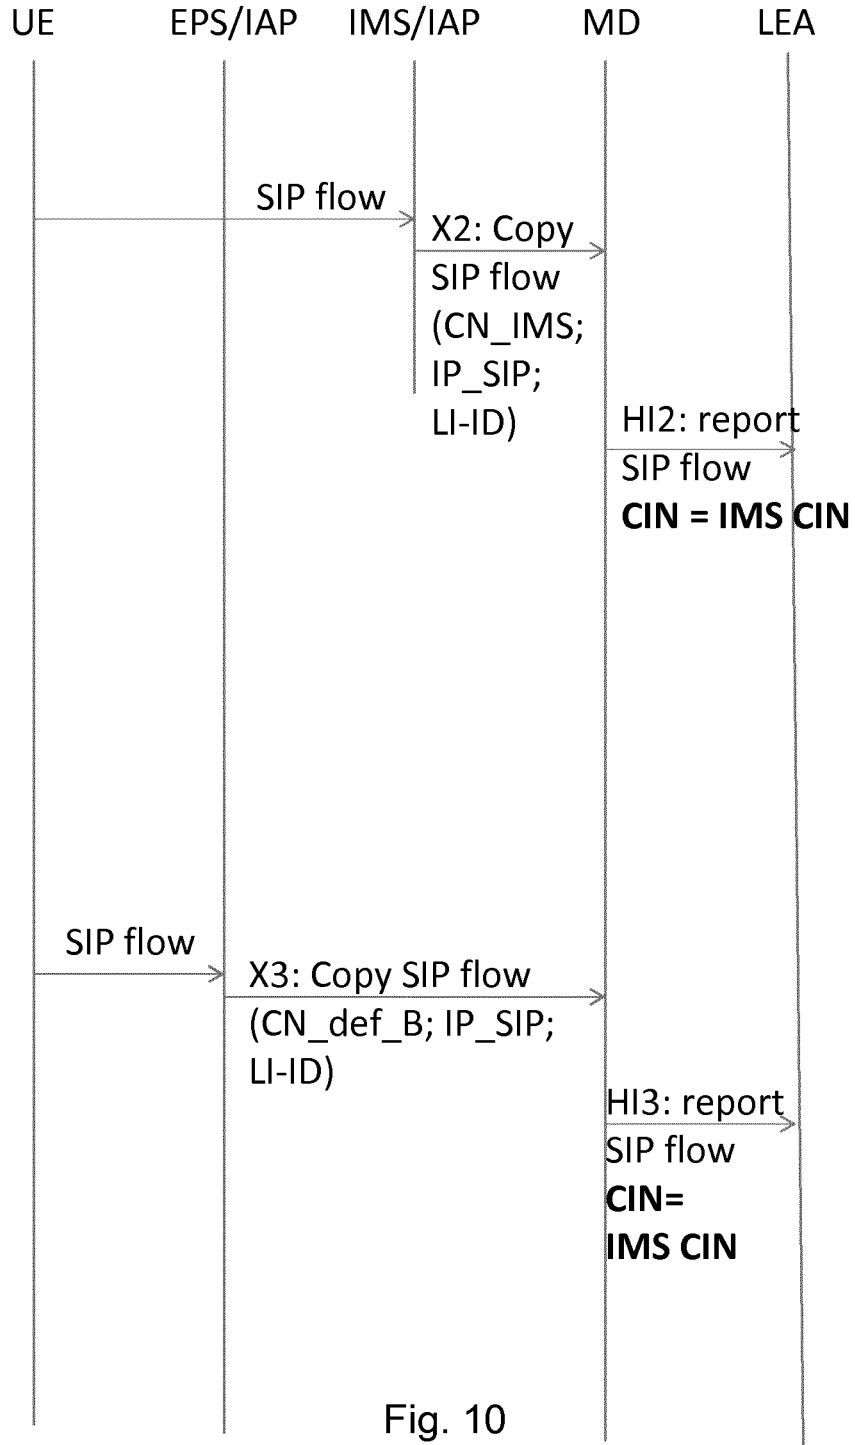 UE EPS/IAP IMS/IAP MD LEA
SIP flow
X2: Copy
SIP flow
(CN_IMS;
IP_SIP;
LI-ID)
HI2: report
SIP flow
CIN = IMS CIN
SIP flow
X3: Copy SIP flow
(CN_def_B; IP_SIP;
LI-ID)
HI3: report
SIP flow
CIN=
IMS CIN
Fig. 10